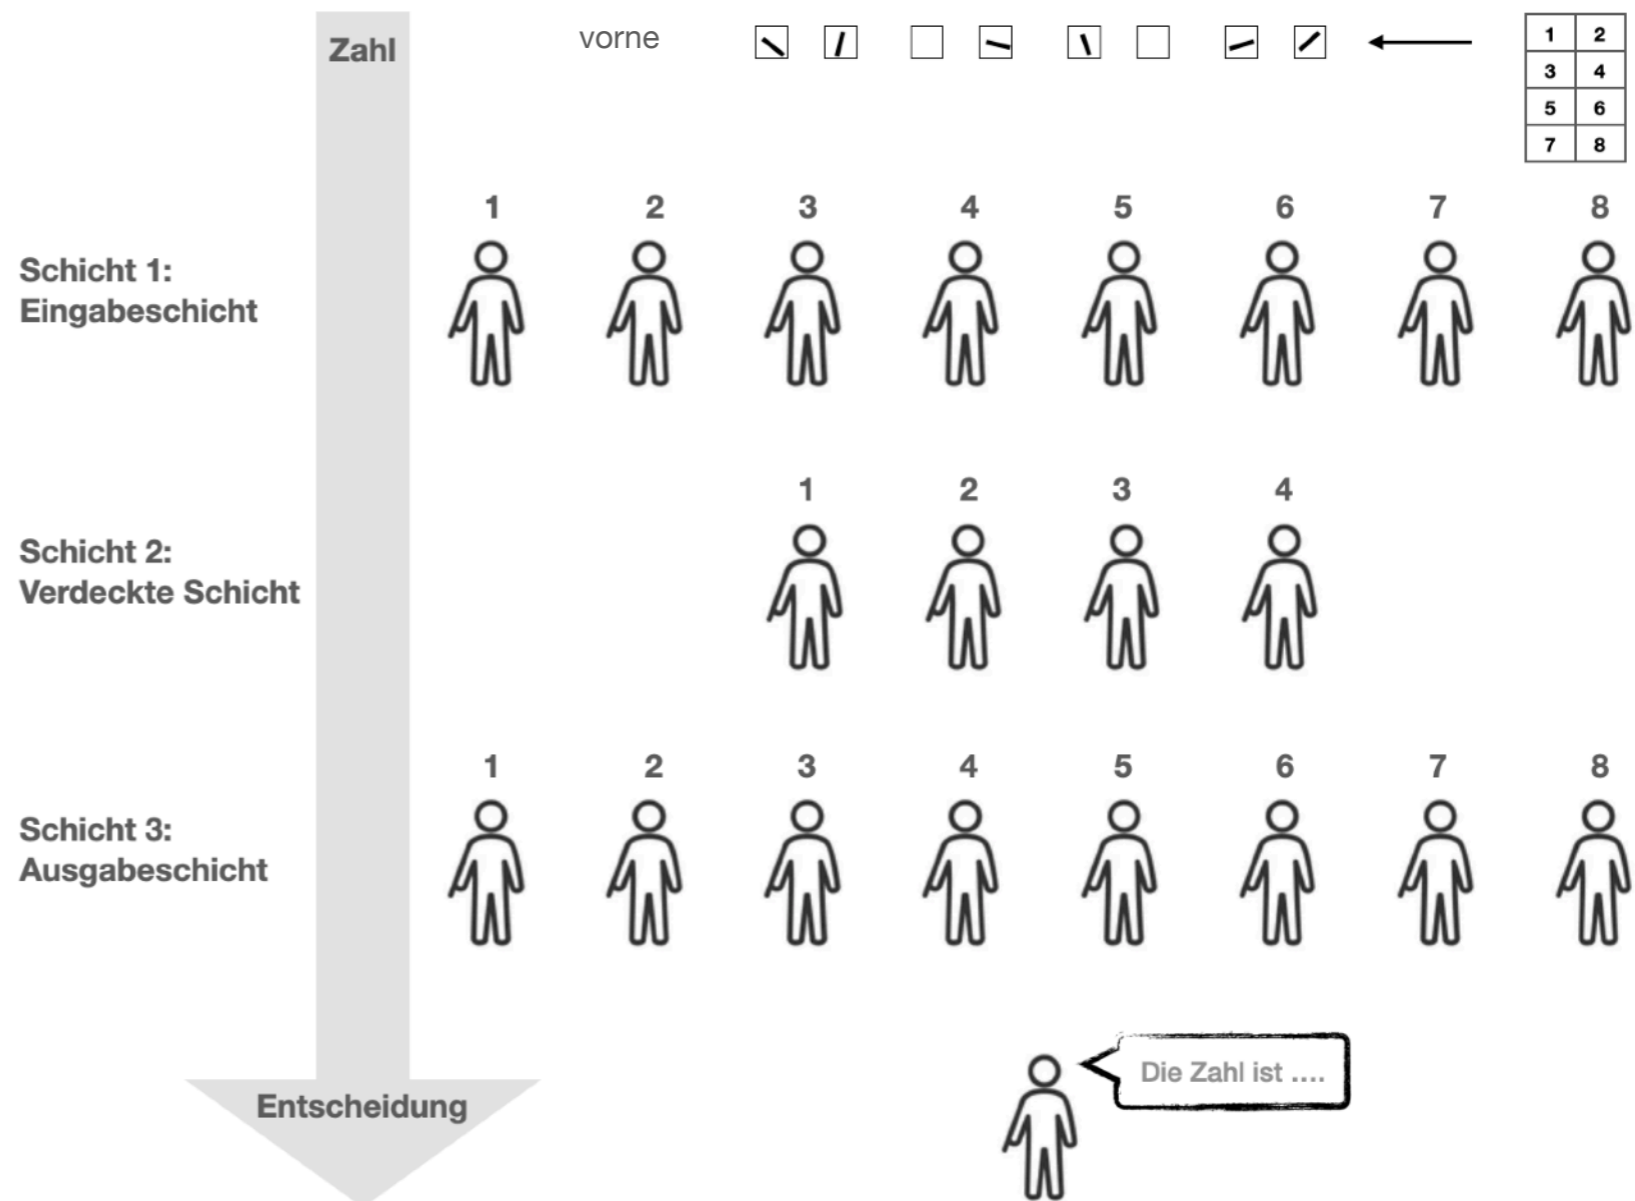 Zahl
vorne
1 2
3 4
5 6
7 8
1 2 3 4 5 6 7 8
Schicht 1:
Eingabeschicht
1 2 3 4
Schicht 2:
Verdeckte Schicht
1 2 3 4 5 6 7 8
Schicht 3:
Ausgabeschicht
Die Zahl ist ....
Entscheidung